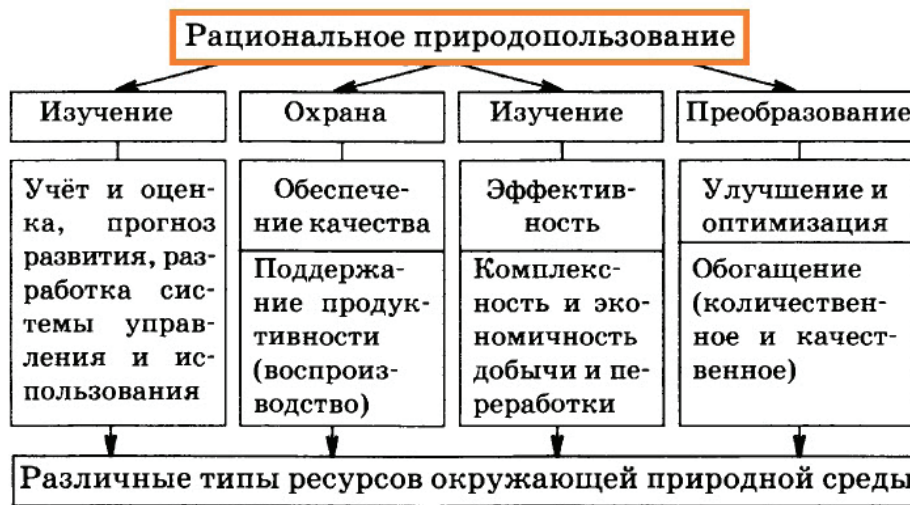 Рациональное природопользование
Изучение
Охрана
Изучение
Преобразование
Учёт и оцен-
ка, прогноз
развития, раз-
работка сис-
темы управ-
ления и ис-
пользования
Обеспече-
ние качества
Поддержа-
ние продук-
тивности
(воспроиз-
водство)
Эффектив-
ность
Комплекс-
ность и эко-
номичность
добычи и пе-
реработки
Улучшение и
оптимизация
Обогащение
(количествен-
ное и качест-
венное)
Различные типы ресурсов окружающей природной среды